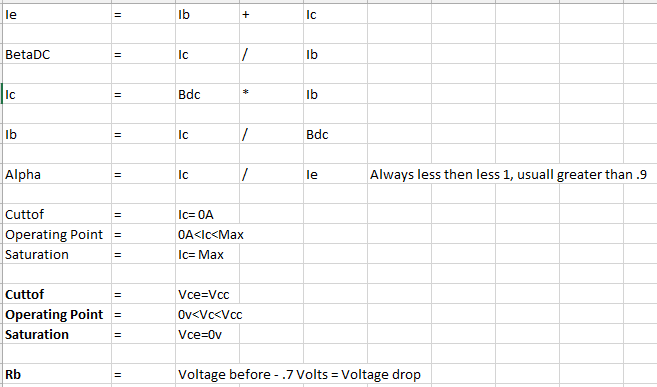 Ie = Ib + Ic
BetaDC = Ic / Ib
Ic = Bdc * Ib
Ib = Ic / Bdc
Alpha = Ic / Ie Always less then less 1, usuall greater than .9
Cuttof = Ic= 0A
Operating Point = 0A<Ic<Max
Saturation = Ic= Max
Cuttof = Vce=Vcc
Operating Point = 0v<Vc<Vcc
Saturation = Vce=0v
Rb = Voltage before - .7 Volts = Voltage drop